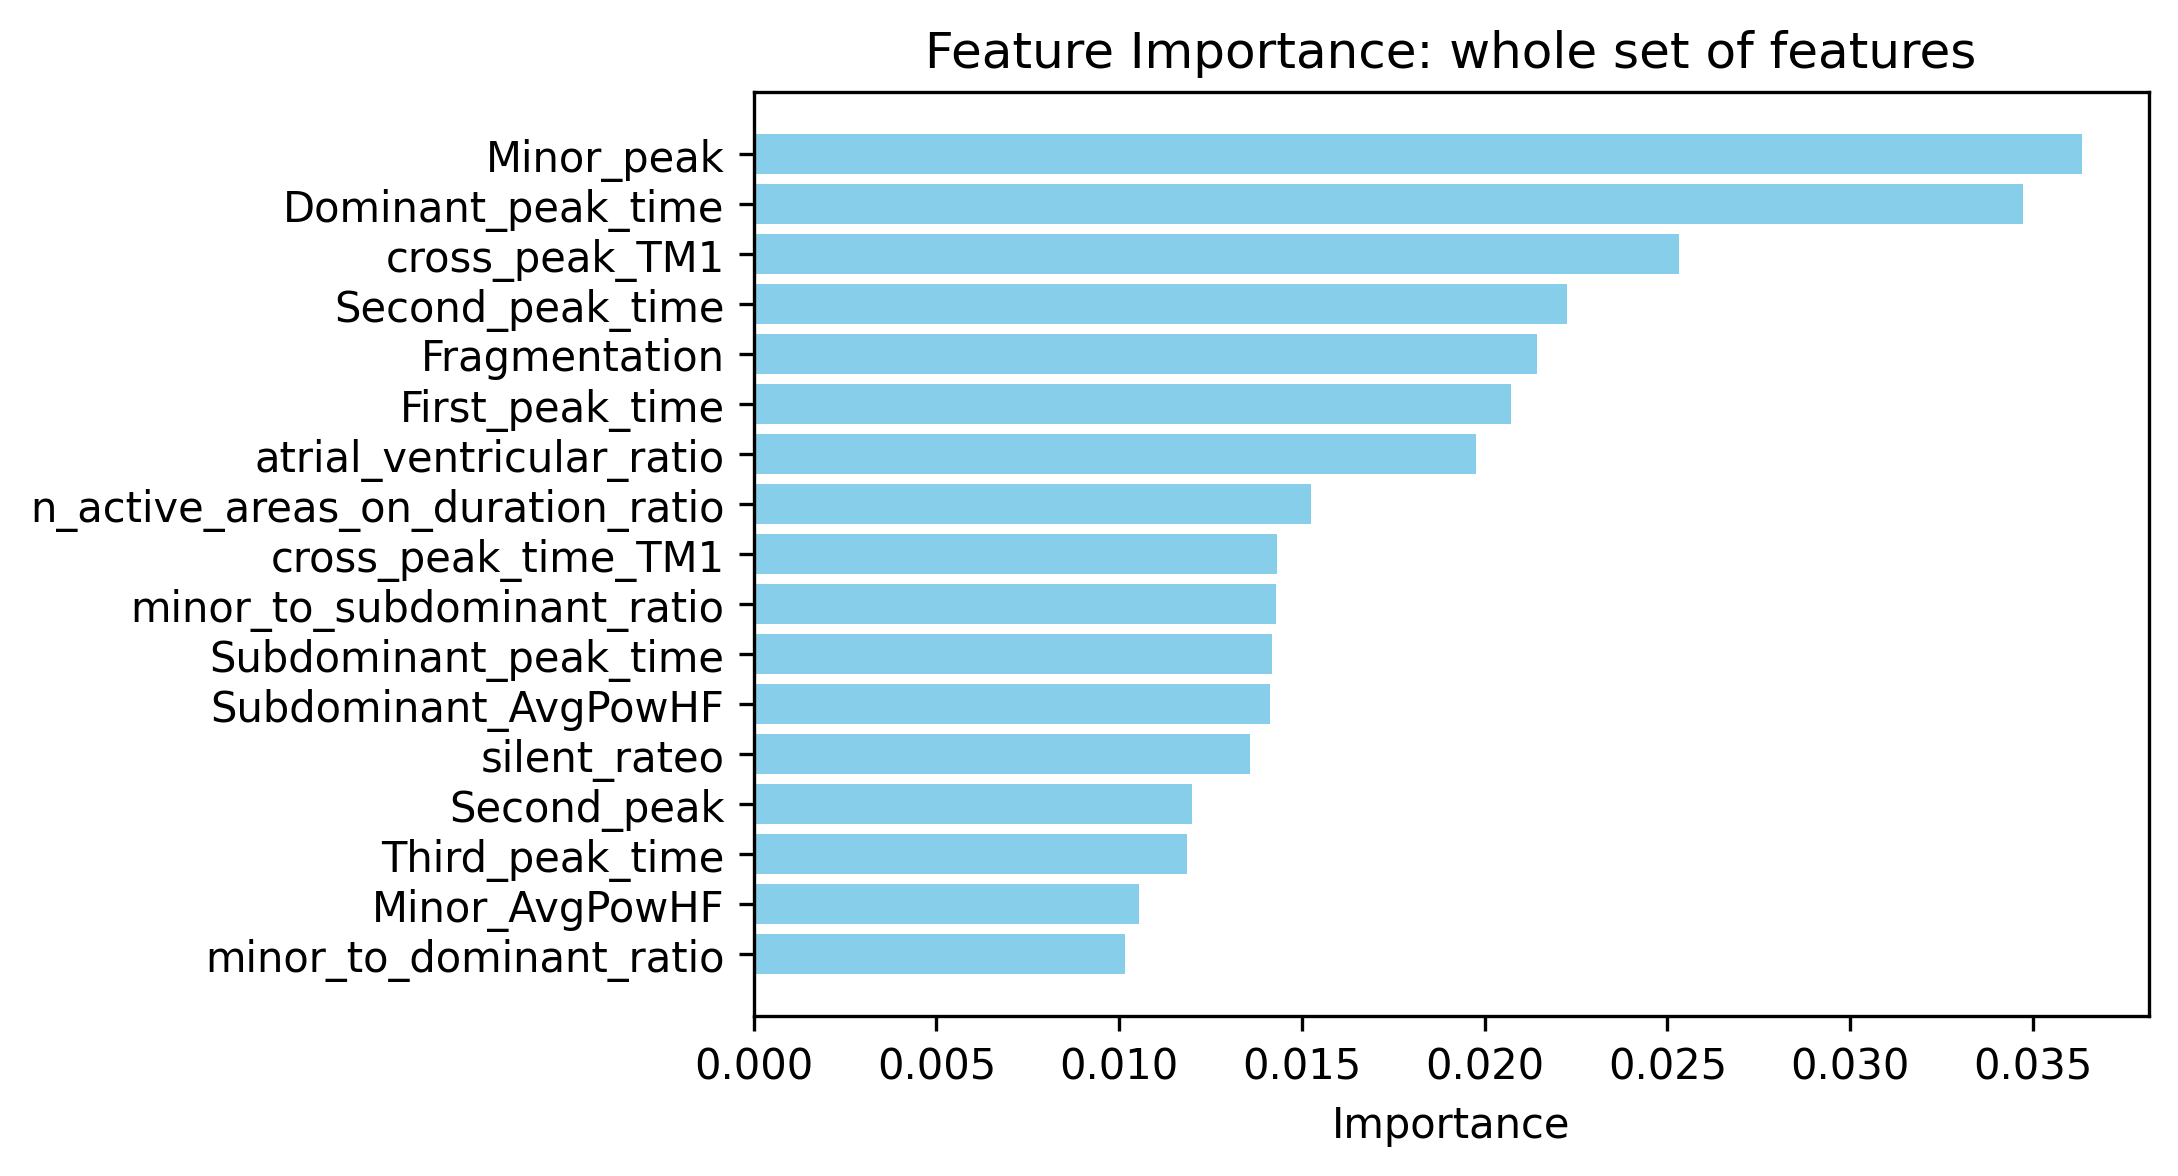 Feature Importance: whole set of features
Minor_peak
Dominant_peak_time
cross_peak_TM1
Second_peak_time
Fragmentation
First_peak_time
atrial_ventricular_ratio
n_active_areas_on_duration_ratio
cross_peak_time_TM1
minor_to_subdominant_ratio
Subdominant_peak_time
Subdominant_AvgPowHF
silent_rateo
Second_peak
Third_peak_time
Minor_AvgPowHF
minor_to_dominant_ratio
0.000 0.005 0.010 0.015 0.020 0.025 0.030 0.035
Importance